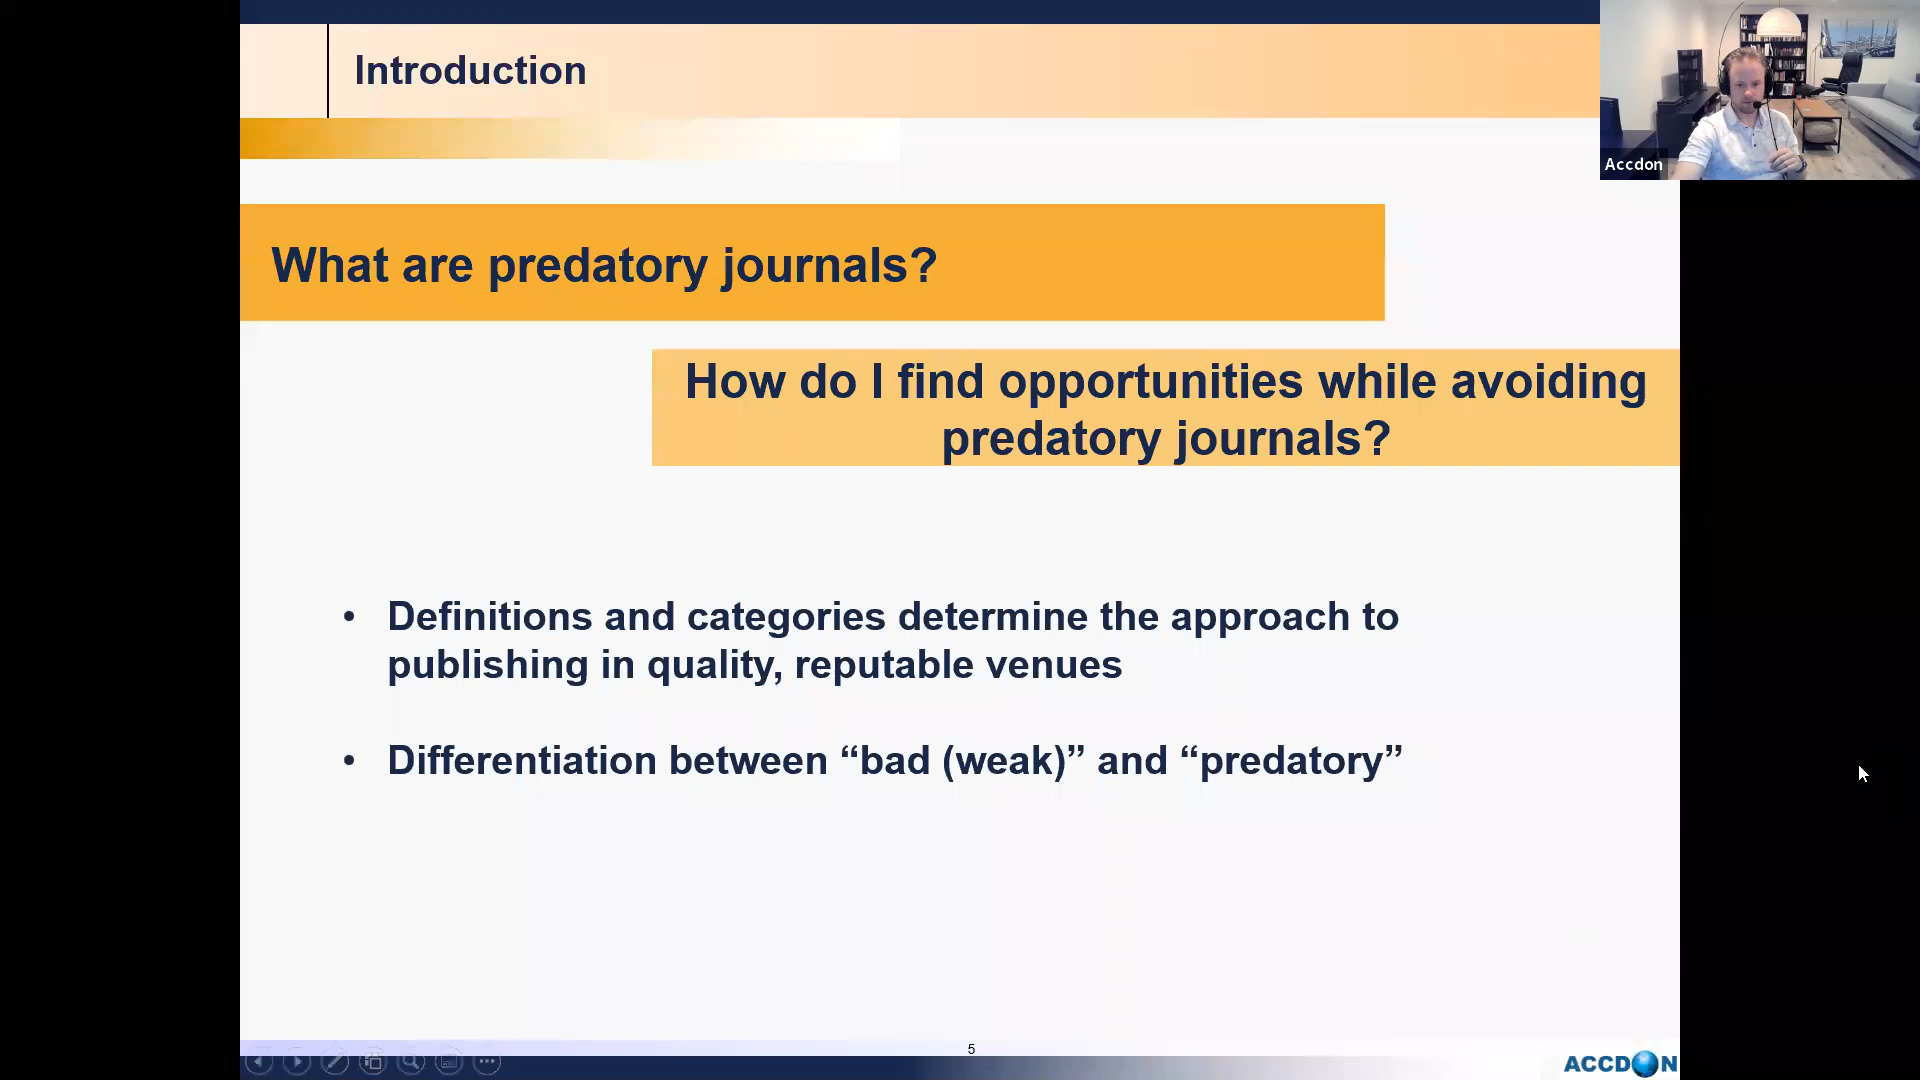 Introduction
Accdon
What are predatory journals?
How do I find opportunities while avoiding
predatory journals?
• Definitions and categories determine the approach to
publishing in quality, reputable venues
• Differentiation between “bad (weak)” and “predatory”
5
ACCDON